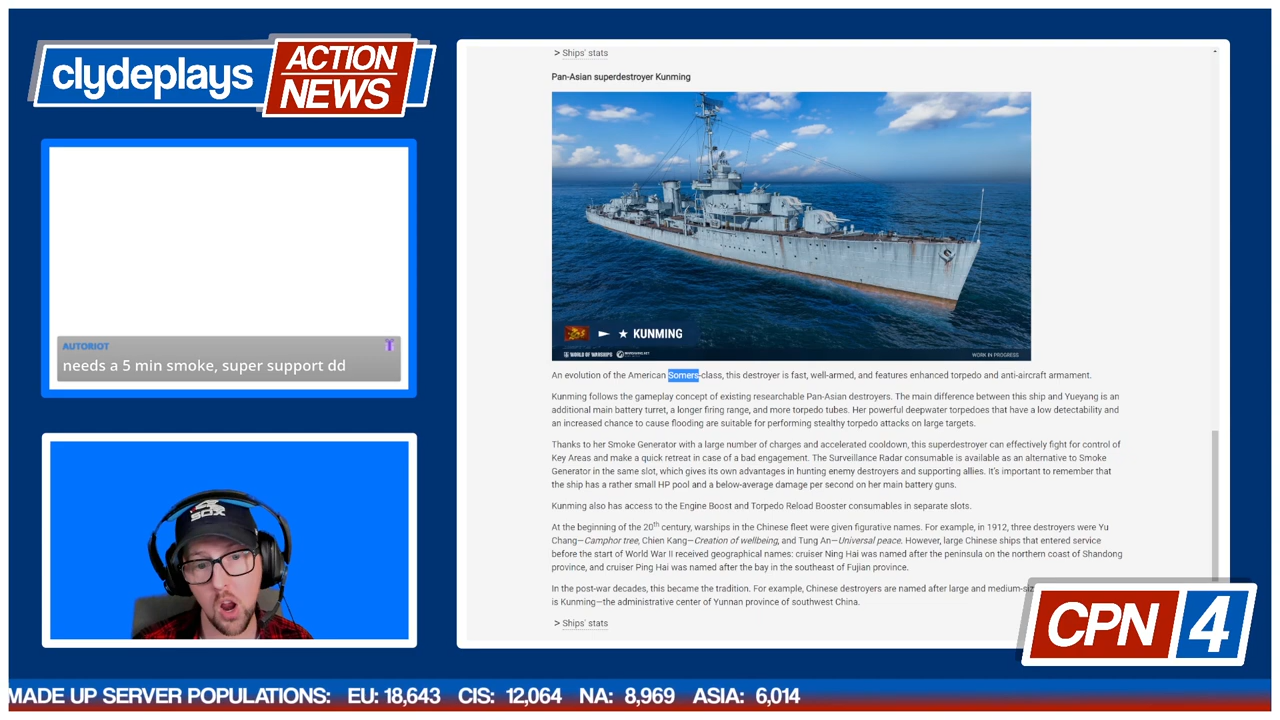 clydeplays
ACTION
NEWS
AUTORIOT
needs a 5 min smoke, super support dd
> Ships' stats
Pan-Asian superdestroyer Kunming
★ KUNMING
WORLD OF WARSHIPS WARGAMING.NET
WORK IN PROGRESS
An evolution of the American Somers-class, this destroyer is fast, well-armed, and features enhanced torpedo and anti-aircraft armament.
Kunming follows the gameplay concept of existing researchable Pan-Asian destroyers. The main difference between this ship and Yueyang is an
additional main battery turret, a longer firing range, and more torpedo tubes. Her powerful deepwater torpedoes that have a low detectability and
an increased chance to cause flooding are suitable for performing stealthy torpedo attacks on large targets.
Thanks to her Smoke Generator with a large number of charges and accelerated cooldown, this superdestroyer can effectively fight for control of
Key Areas and make a quick retreat in case of a bad engagement. The Surveillance Radar consumable is available as an alternative to Smoke
Generator in the same slot, which gives its own advantages in hunting enemy destroyers and supporting allies. It's important to remember that
the ship has a rather small HP pool and a below-average damage per second on her main battery guns.
Kunming also has access to the Engine Boost and Torpedo Reload Booster consumables in separate slots.
At the beginning of the 20th century, warships in the Chinese fleet were given figurative names. For example, in 1912, three destroyers were Yu
Chang—Camphor tree, Chien Kang—Creation of wellbeing, and Tung An—Universal peace. However, large Chinese ships that entered service
before the start of World War II received geographical names: cruiser Ning Hai was named after the peninsula on the northern coast of Shandong
province, and cruiser Ping Hai was named after the bay in the southeast of Fujian province.
In the post-war decades, this became the tradition. For example, Chinese destroyers are named after large and
is Kunming—the administrative center of Yunnan province of southwest China.
> Ships' stats
SOX
CPN 4
MADE UP SERVER POPULATIONS: EU: 18,643 CIS: 12,064 NA: 8,969 ASIA: 6,014